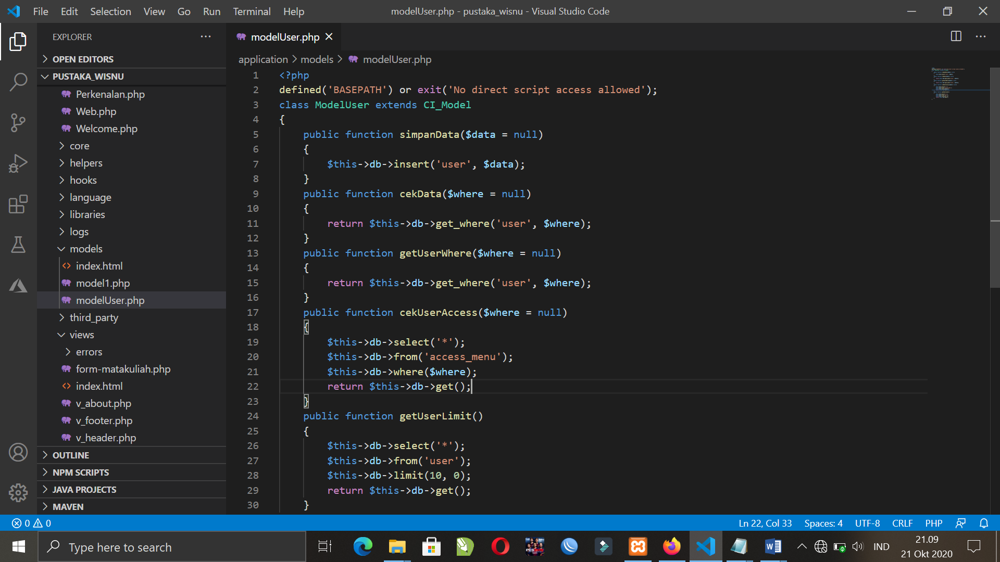 File Edit Selection View Go Run Terminal Help
modelUser.php - pustaka_wisnu - Visual Studio Code
EXPLORER
OPEN EDITORS
PUSTAKA_WISNU
Perkenalan.php
Web.php
Welcome.php
core
helpers
hooks
language
libraries
logs
models
index.html
model1.php
modelUser.php
third_party
views
errors
form-matakuliah.php
index.html
v_about.php
v_footer.php
v_header.php
OUTLINE
NPM SCRIPTS
JAVA PROJECTS
MAVEN
modelUser.php
application > models > modelUser.php
1 <?php
2 defined('BASEPATH') or exit('No direct script access allowed');
3 class ModelUser extends CI_Model
4 {
5 public function simpanData($data = null)
6 {
7 $this->db->insert('user', $data);
8 }
9 public function cekData($where = null)
10 {
11 return $this->db->get_where('user', $where);
12 }
13 public function getUserWhere($where = null)
14 {
15 return $this->db->get_where('user', $where);
16 }
17 public function cekUserAccess($where = null)
18 {
19 $this->db->select('*');
20 $this->db->from('access_menu');
21 $this->db->where($where);
22 return $this->db->get();
23 }
24 public function getUserLimit()
25 {
26 $this->db->select('*');
27 $this->db->from('user');
28 $this->db->limit(10, 0);
29 return $this->db->get();
30 }
0 0
Ln 22, Col 33 Spaces: 4 UTF-8 CRLF PHP
Type here to search
IND
21.09
21 Okt 2020